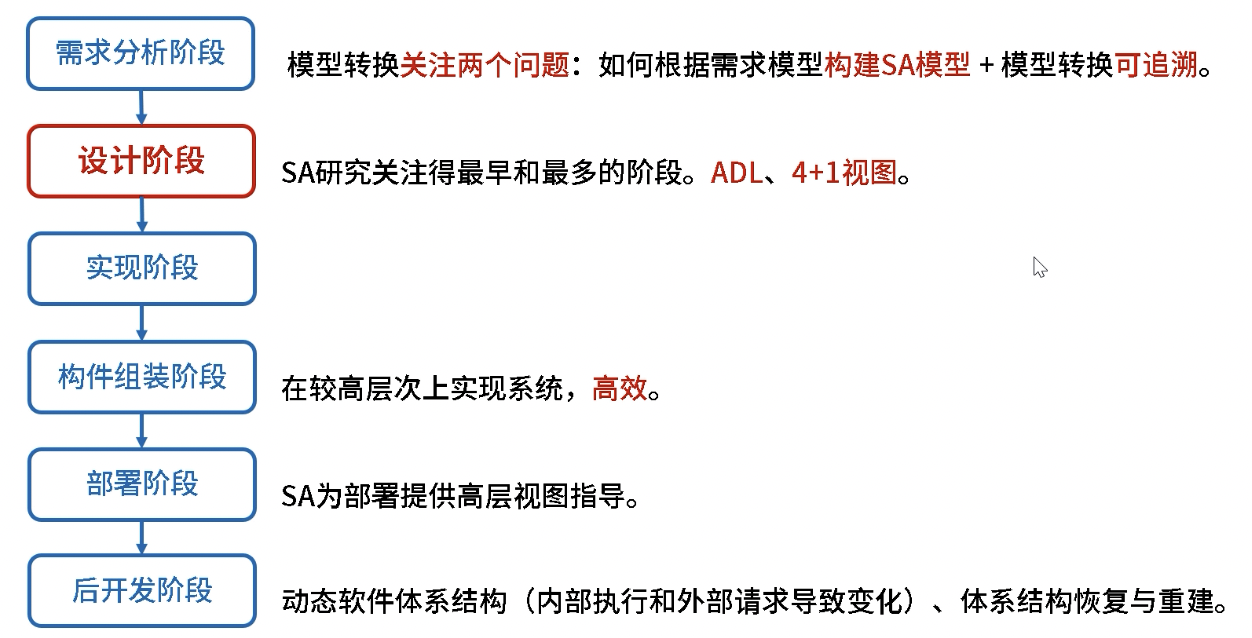 需求分析阶段
模型转换关注两个问题：如何根据需求模型构建SA模型 + 模型转换可追溯。
设计阶段
SA研究关注得最早和最多的阶段。ADL、4+1视图。
实现阶段
构件组装阶段
在较高层次上实现系统，高效。
部署阶段
SA为部署提供高层视图指导。
后开发阶段
动态软件体系结构（内部执行和外部请求导致变化）、体系结构恢复与重建。